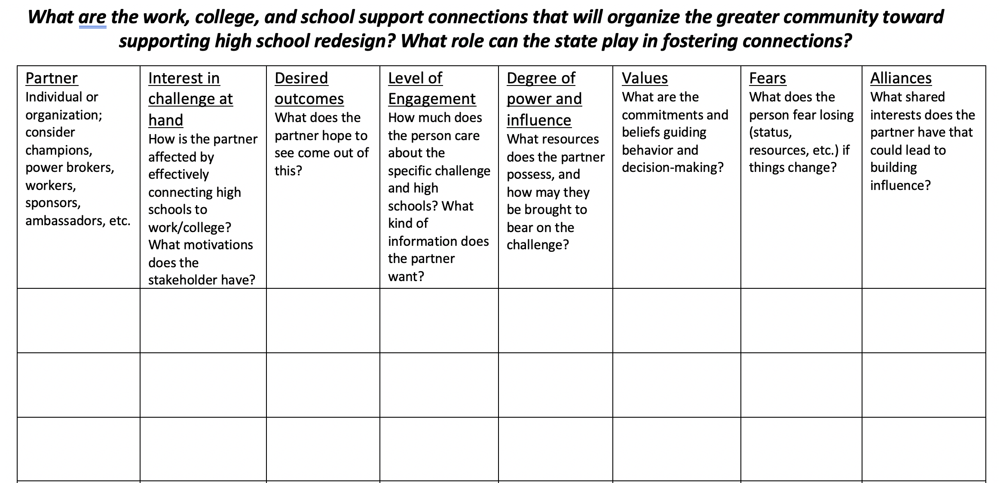 What are the work, college, and school support connections that will organize the greater community toward
supporting high school redesign? What role can the state play in fostering connections?
Partner
Individual or
organization;
consider
champions,
power brokers,
workers,
sponsors,
ambassadors, etc.
Interest in
challenge at
hand
How is the partner
affected by
effectively
connecting high
schools to
work/college?
What motivations
does the
stakeholder have?
Desired
outcomes
What does the
partner hope to
see come out of
this?
Level of
Engagement
How much does
the person care
about the
specific challenge
and high
schools? What
kind of
information does
the partner
want?
Degree of
power and
influence
What resources
does the partner
possess, and
how may they
be brought to
bear on the
challenge?
Values
What are the
commitments and
beliefs guiding
behavior and
decision-making?
Fears
What does the
person fear losing
(status,
resources, etc.) if
things change?
Alliances
What shared
interests does the
partner have that
could lead to
building
influence?